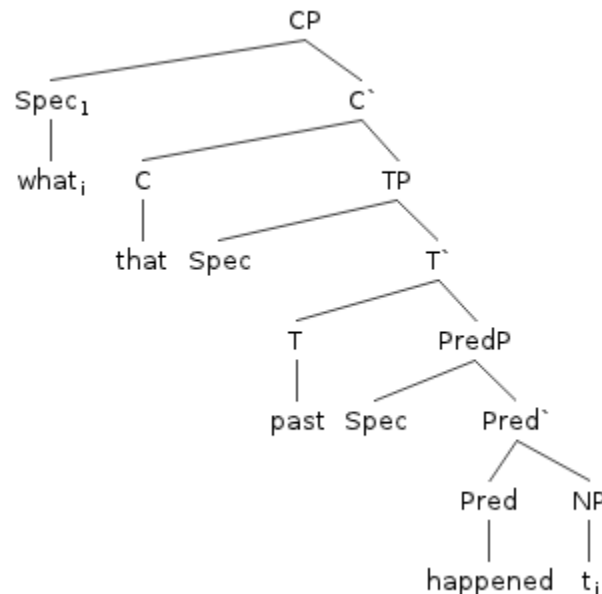 CP
Spec₁ C`
whatᵢ C TP
that Spec T`
T PredP
past Spec Pred`
Pred NP
happened tᵢ